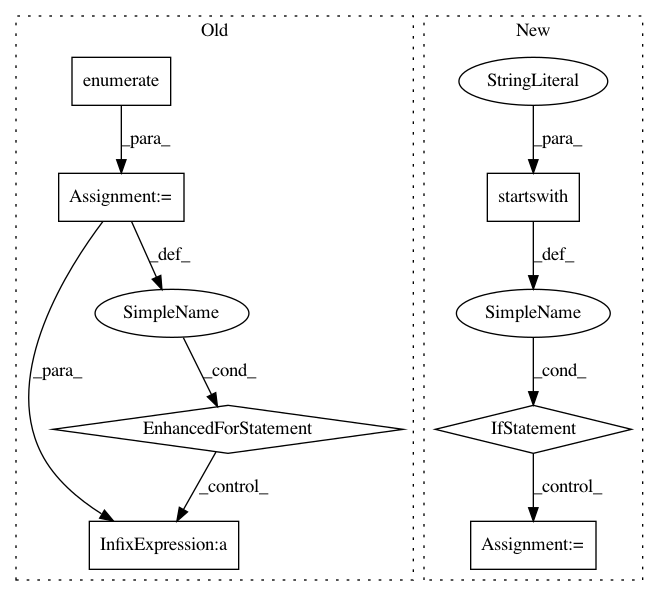 Old
New
enumerate
StringLiteral
_para_
_para_
Assignment:=
startswith
_def_
_def_
SimpleName
SimpleName
_para_
_cond_
_cond_
EnhancedForStatement
IfStatement
_control_
_control_
InfixExpression:a
Assignment:=